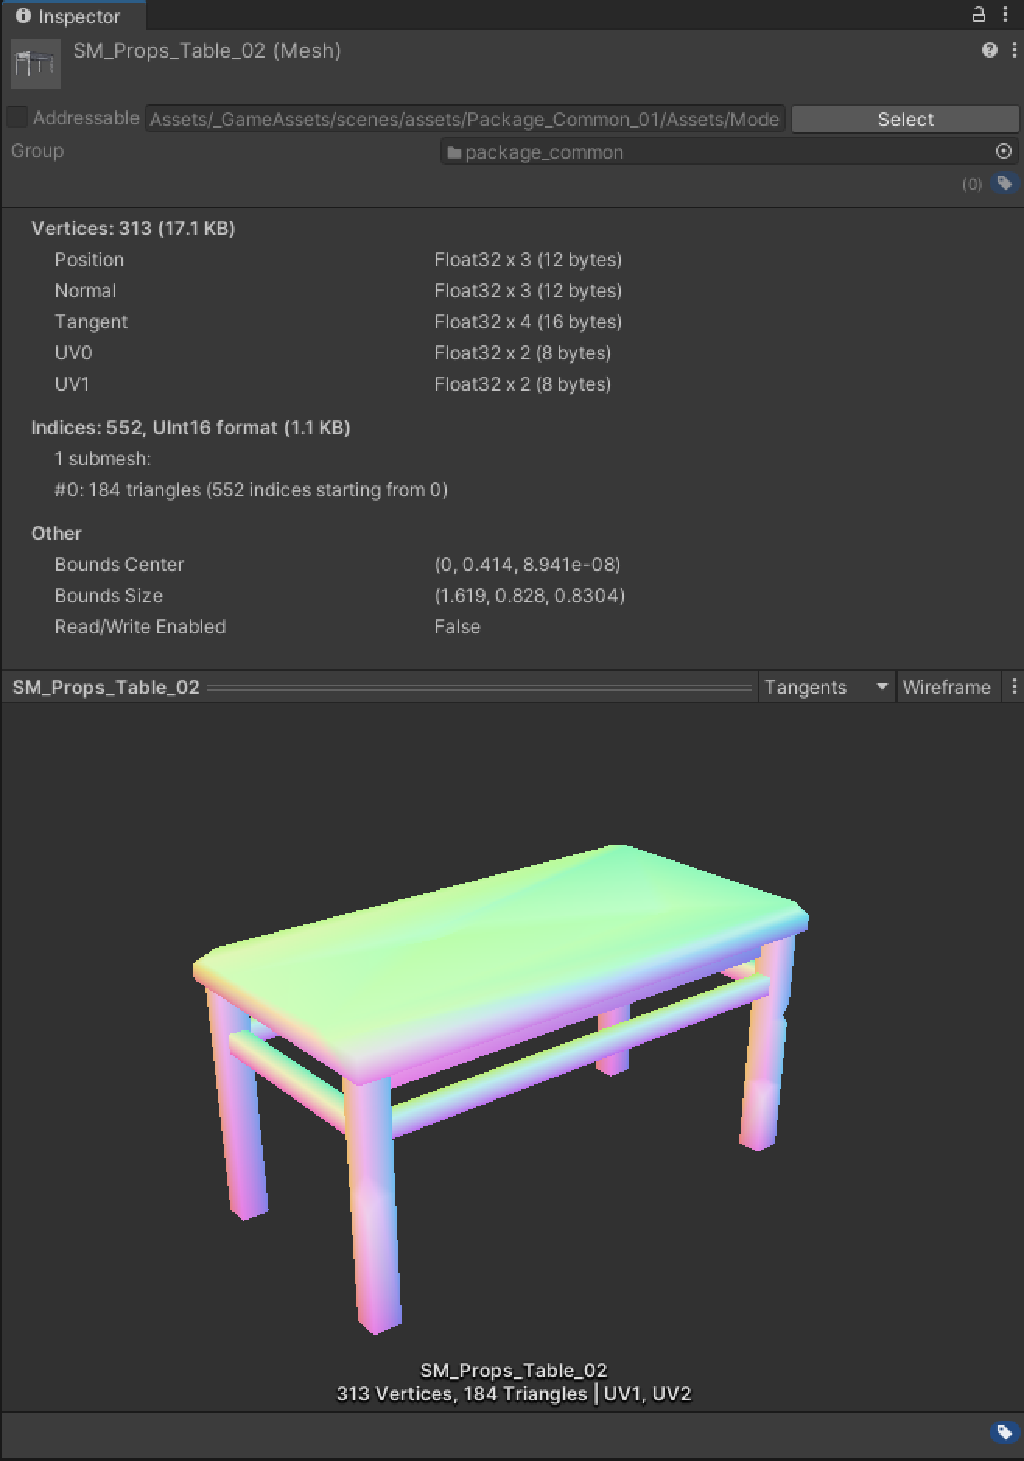 Inspector
SM_Props_Table_02 (Mesh)
Addressable Assets/_GameAssets/scenes/assets/Package_Common_01/Assets/Mode Select
Group package_common
(0)
Vertices: 313 (17.1 KB)
Position Float32 x 3 (12 bytes)
Normal Float32 x 3 (12 bytes)
Tangent Float32 x 4 (16 bytes)
UV0 Float32 x 2 (8 bytes)
UV1 Float32 x 2 (8 bytes)
Indices: 552, UInt16 format (1.1 KB)
1 submesh:
#0: 184 triangles (552 indices starting from 0)
Other
Bounds Center (0, 0.414, 8.941e-08)
Bounds Size (1.619, 0.828, 0.8304)
Read/Write Enabled False
SM_Props_Table_02 Tangents Wireframe
SM_Props_Table_02
313 Vertices, 184 Triangles | UV1, UV2